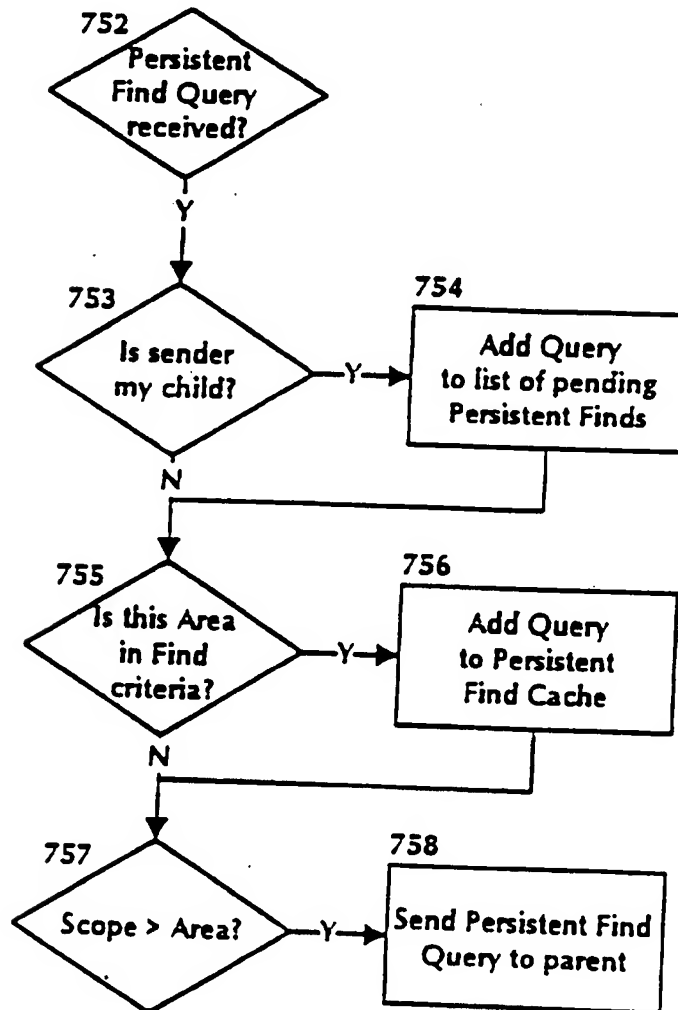 752
Persistent
Find Query
received?
Y
753
Is sender
my child?
Y
754
Add Query
to list of pending
Persistent Finds
N
755
Is this Area
in Find
criteria?
Y
756
Add Query
to Persistent
Find Cache
N
757
Scope > Area?
Y
758
Send Persistent Find
Query to parent